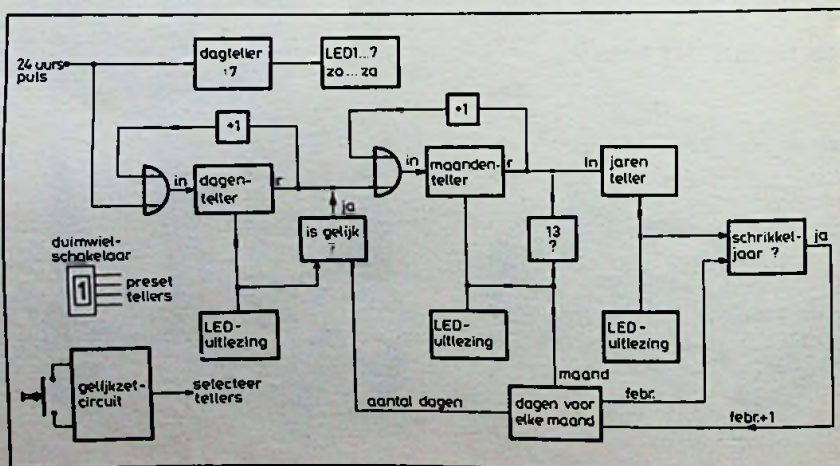 24 uurs
puls
dagteller
:7
LED1...7
zo...za
+1
+1
in
dagen-
teller
r
in
maanden-
teller
r
in
jaren
teller
ja
is gelijk
?
13
?
schrikkel-
jaar ?
ja
duimwiel-
schakelaar
1
preset
tellers
LED-
uitlezing
LED-
uitlezing
LED-
uitlezing
gelijkzet-
circuit
selecteer
tellers
maand
aantal dagen
dagen voor
elke maand
febr.
febr.+1